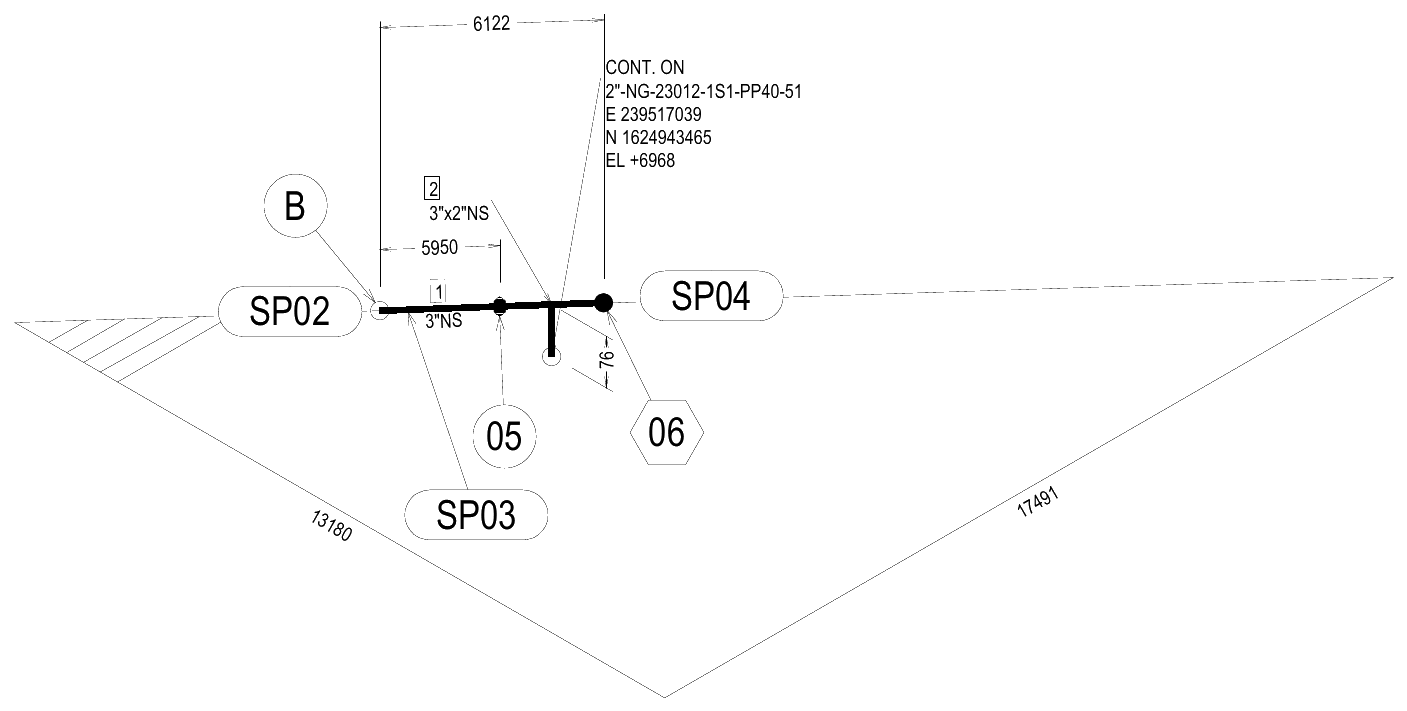 6122
CONT. ON
2"-NG-23012-1S1-PP40-51
E 239517039
N 1624943465
EL +6968
2
3"x2"NS
B
5950
1
3"NS
SP02
SP04
76
05
06
SP03
13180
17491